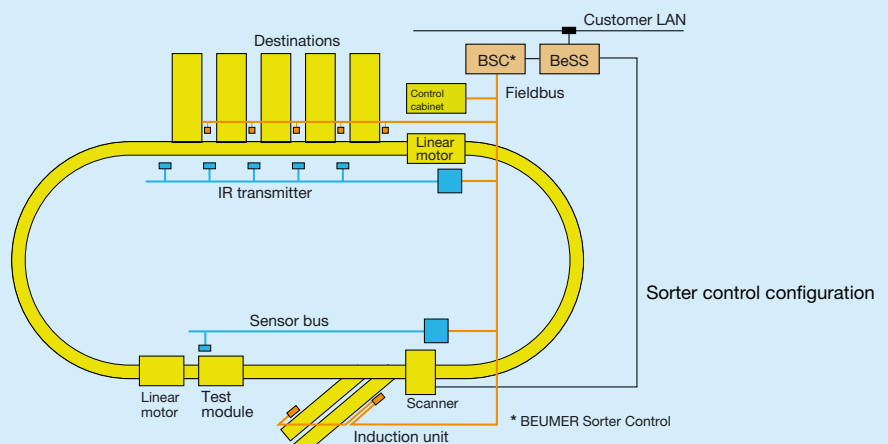 Customer LAN
Destinations
BSC*
BeSS
Control
cabinet
Fieldbus
Linear
motor
IR transmitter
Sorter control configuration
Sensor bus
Linear
motor
Test
module
Scanner
* BEUMER Sorter Control
Induction unit